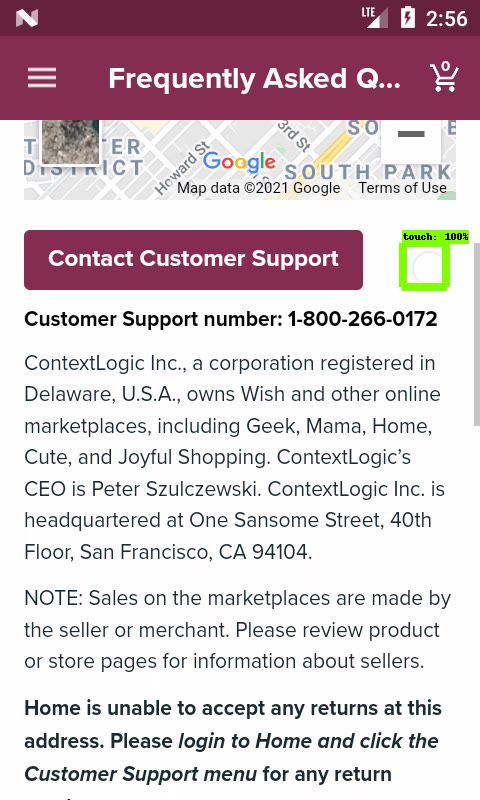 LTE 2:56
Frequently Asked Q... 0
3rd St
SO
DISTRICT
Howard St
Google
SOUTH PARK
Map data ©2021 Google Terms of Use
touch: 100%
Contact Customer Support
Customer Support number: 1-800-266-0172
ContextLogic Inc., a corporation registered in
Delaware, U.S.A., owns Wish and other online
marketplaces, including Geek, Mama, Home,
Cute, and Joyful Shopping. ContextLogic’s
CEO is Peter Szulczewski. ContextLogic Inc. is
headquartered at One Sansome Street, 40th
Floor, San Francisco, CA 94104.
NOTE: Sales on the marketplaces are made by
the seller or merchant. Please review product
or store pages for information about sellers.
Home is unable to accept any returns at this
address. Please login to Home and click the
Customer Support menu for any return